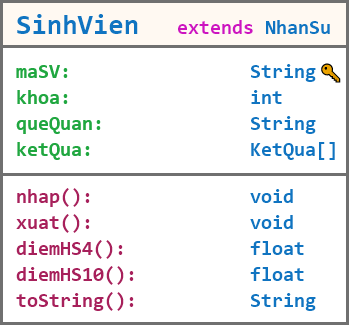 SinhVien extends NhanSu
maSV: String
khoa: int
queQuan: String
ketQua: KetQua[]
nhap(): void
xuat(): void
diemHS4(): float
diemHS10(): float
toString(): String